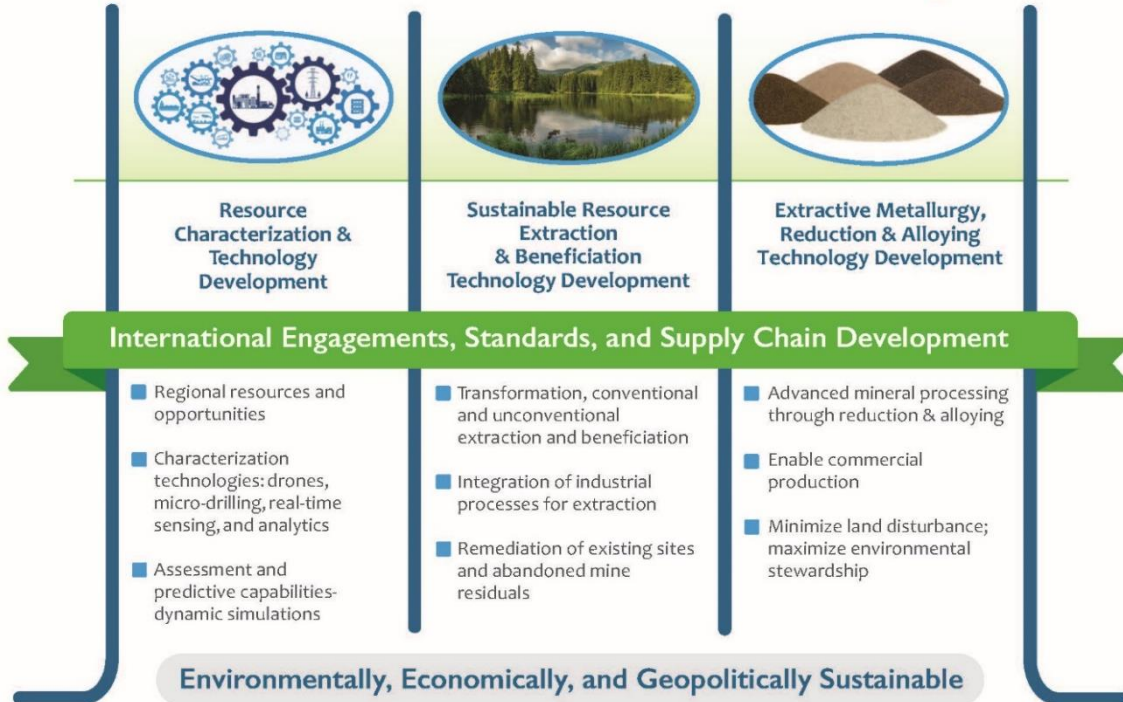 Resource
Characterization &
Technology
Development
Sustainable Resource
Extraction
& Beneficiation
Technology Development
Extractive Metallurgy,
Reduction & Alloying
Technology Development
International Engagements, Standards, and Supply Chain Development
Regional resources and
opportunities
Characterization
technologies: drones,
micro-drilling, real-time
sensing, and analytics
Assessment and
predictive capabilities-
dynamic simulations
Transformation, conventional
and unconventional
extraction and beneficiation
Integration of industrial
processes for extraction
Remediation of existing sites
and abandoned mine
residuals
Advanced mineral processing
through reduction & alloying
Enable commercial
production
Minimize land disturbance;
maximize environmental
stewardship
Environmentally, Economically, and Geopolitically Sustainable